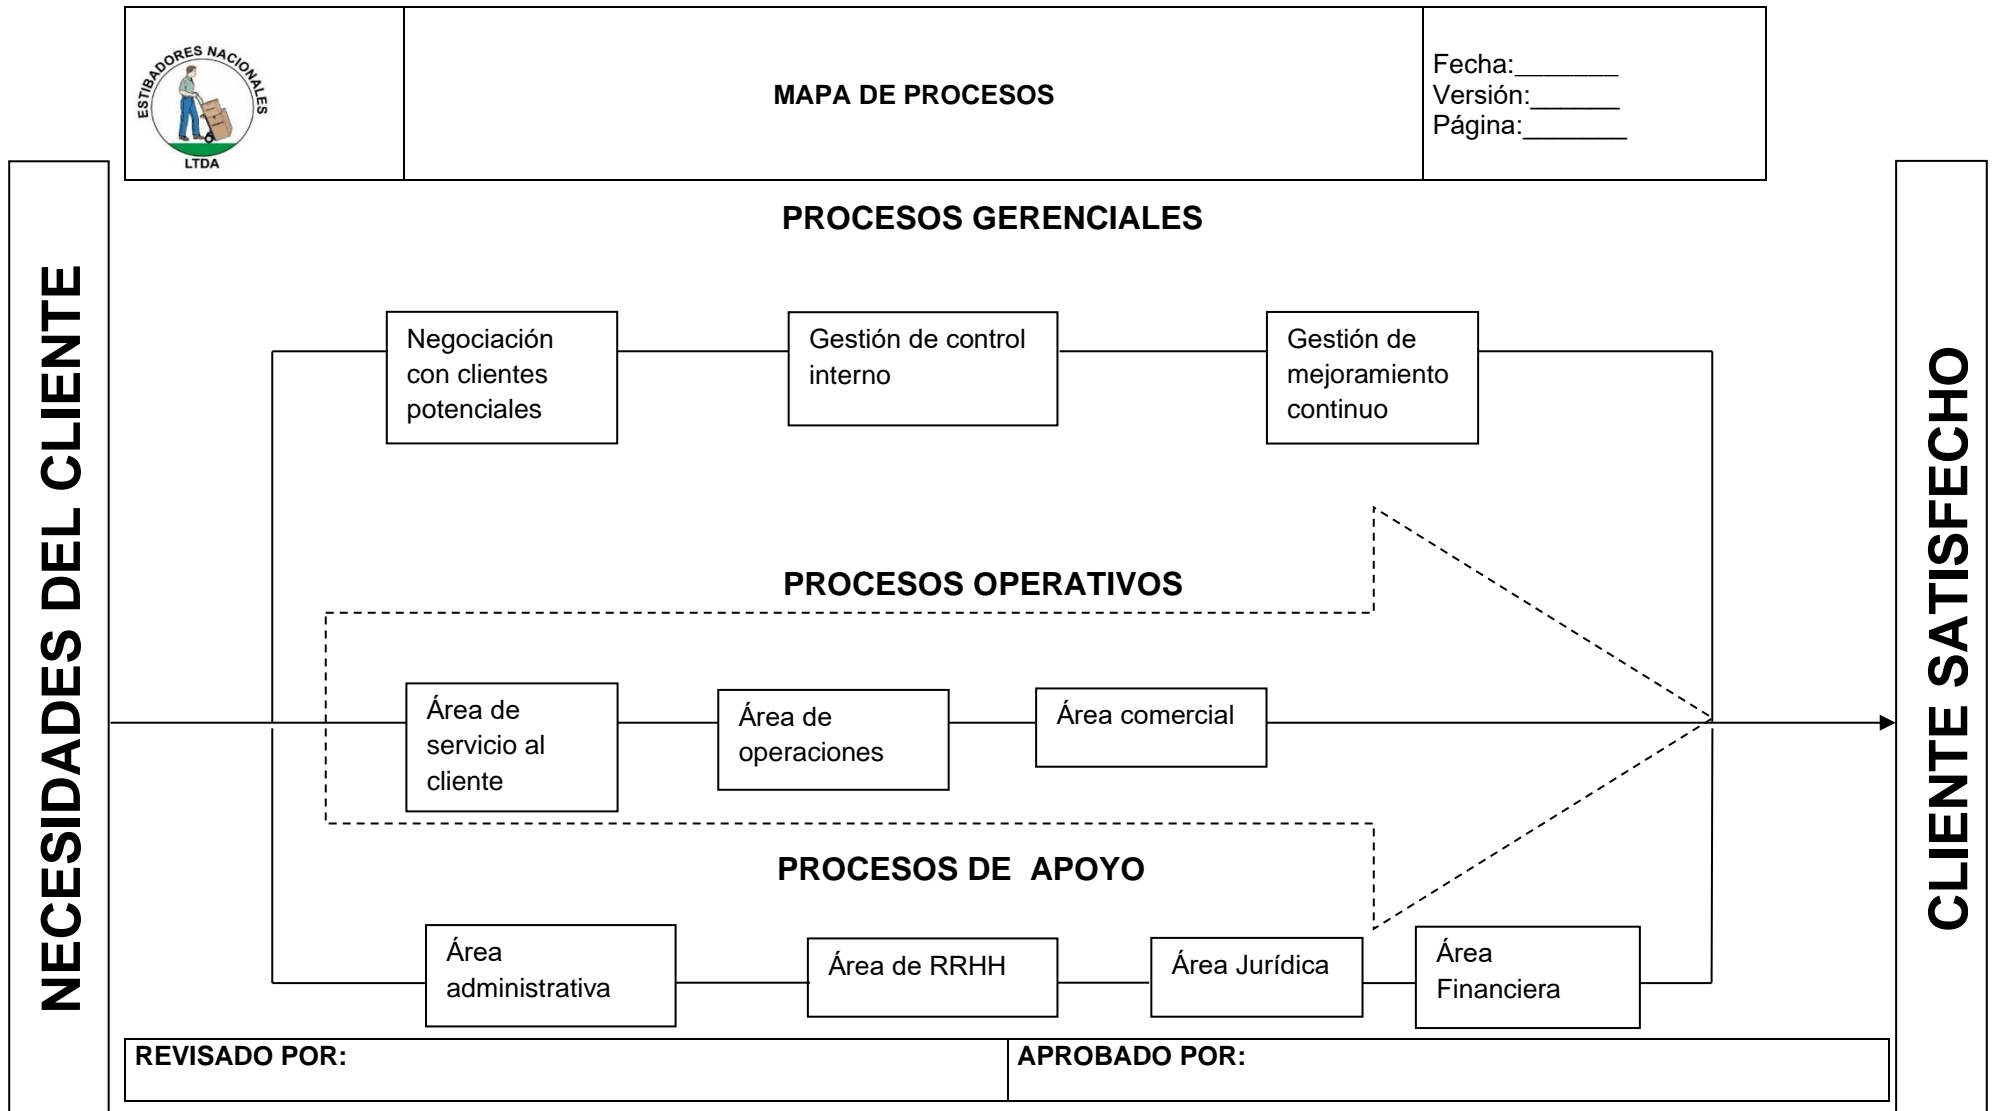 ESTIBADORES NACIONALES
LTDA
MAPA DE PROCESOS
Fecha:_______
Versión:______
Página:_______
NECESIDADES DEL CLIENTE
PROCESOS GERENCIALES
Negociación
con clientes
potenciales
Gestión de control
interno
Gestión de
mejoramiento
continuo
PROCESOS OPERATIVOS
Área de
servicio al
cliente
Área de
operaciones
Área comercial
PROCESOS DE APOYO
Área
administrativa
Área de RRHH
Área Jurídica
Área
Financiera
CLIENTE SATISFECHO
REVISADO POR:
APROBADO POR: